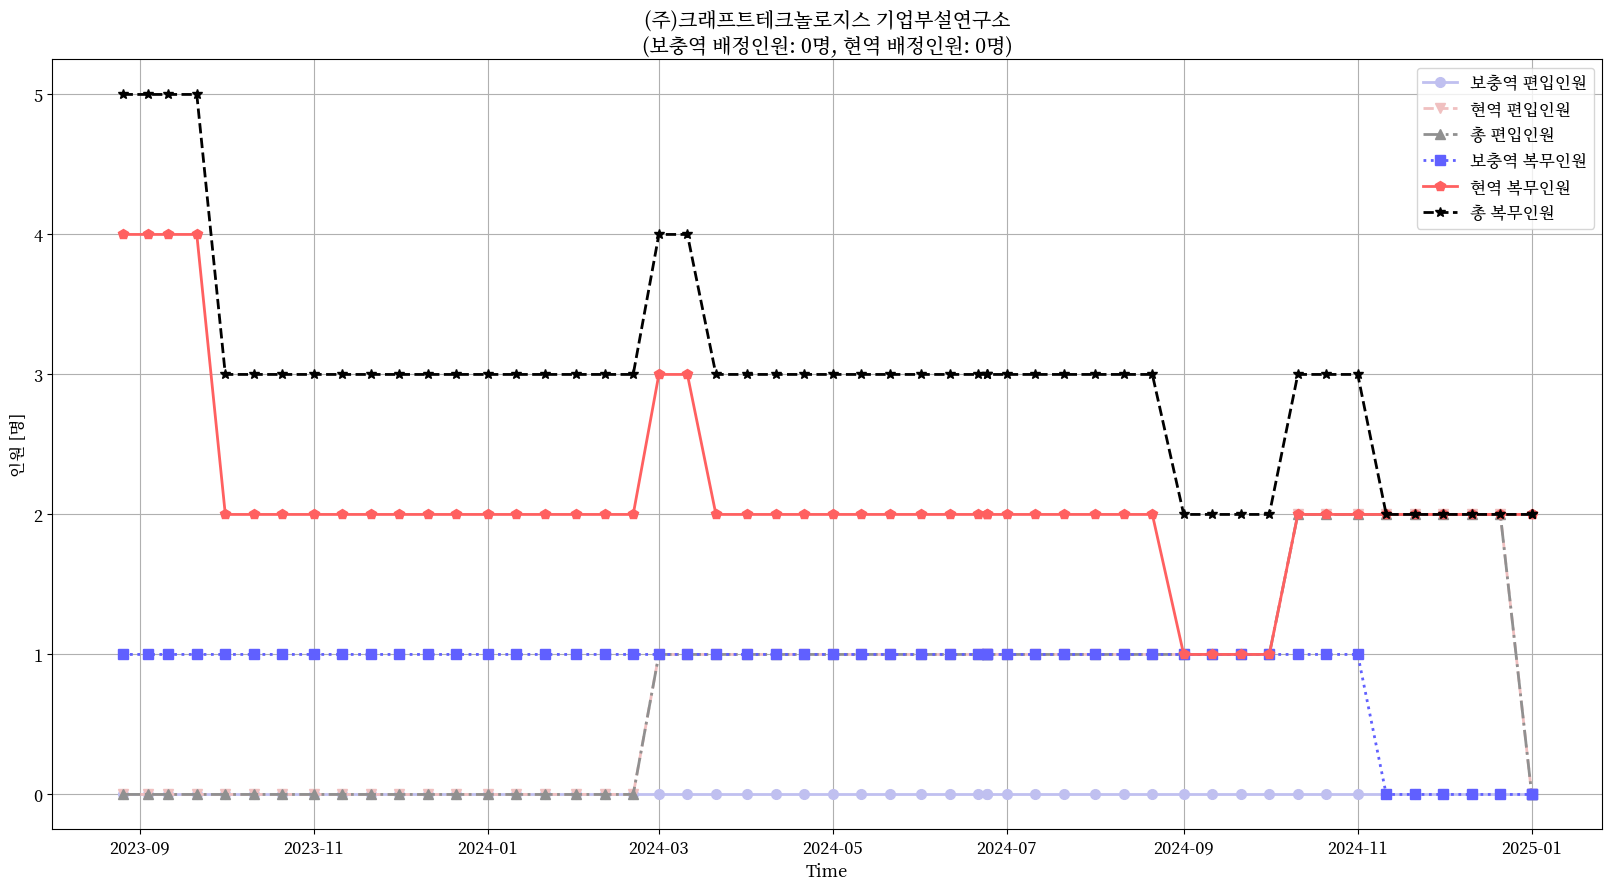 (주)크래프트테크놀로지스 기업부설연구소
(보충역 배정인원: 0명, 현역 배정인원: 0명)
보충역 편입인원
현역 편입인원
총 편입인원
보충역 복무인원
현역 복무인원
총 복무인원
인원 [명]
5
4
3
2
1
0
2023-09 2023-11 2024-01 2024-03 2024-05 2024-07 2024-09 2024-11 2025-01
Time